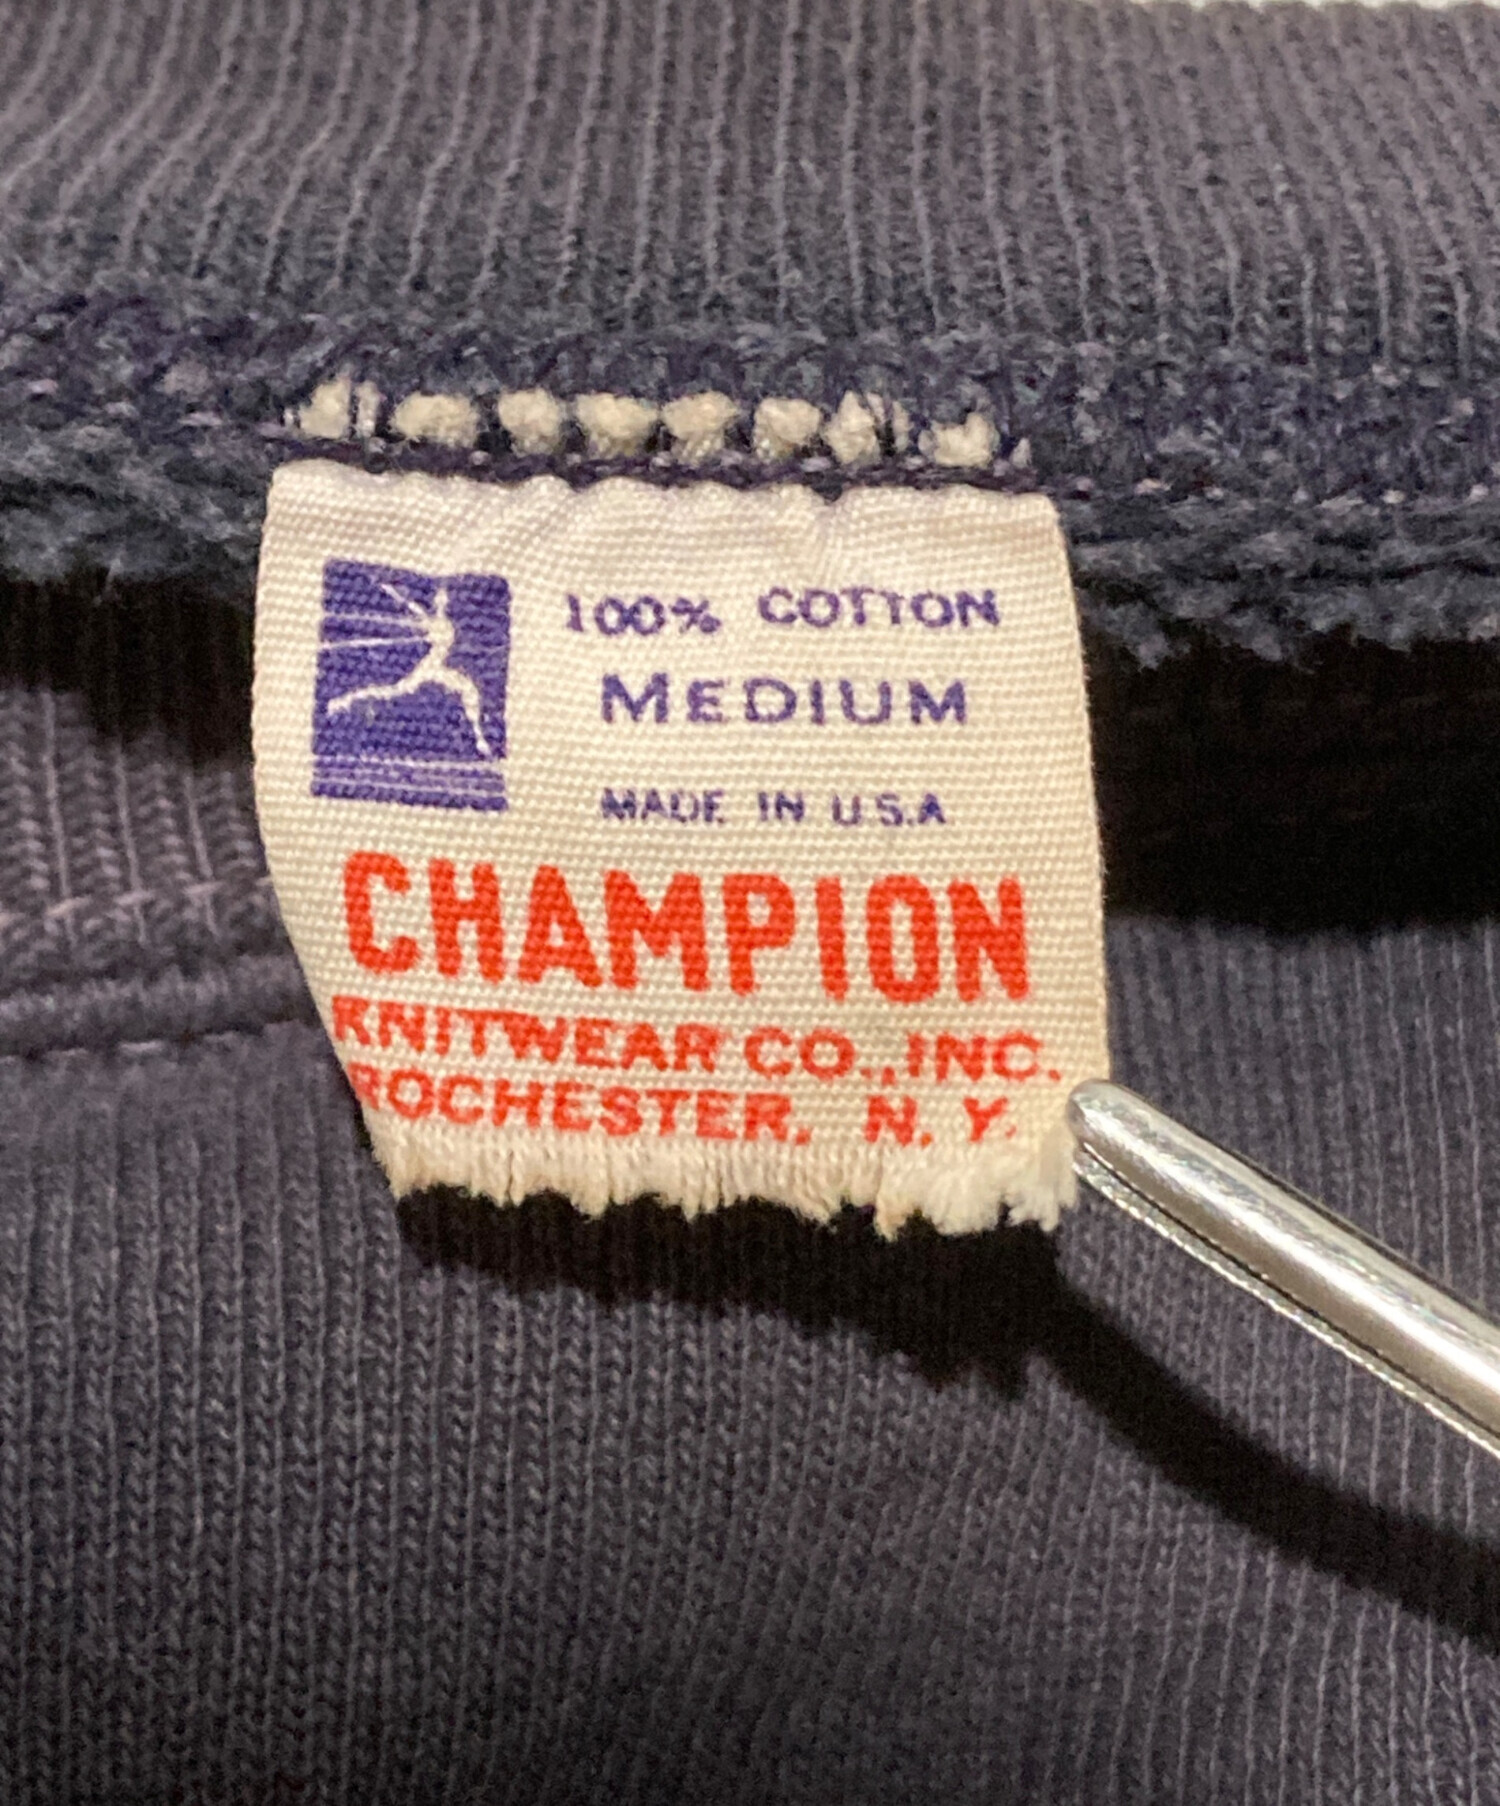 100% COTTON
MEDIUM
MADE IN U.S.A
CHAMPION
KNITWEAR CO., INC.
ROCHESTER, N. Y.